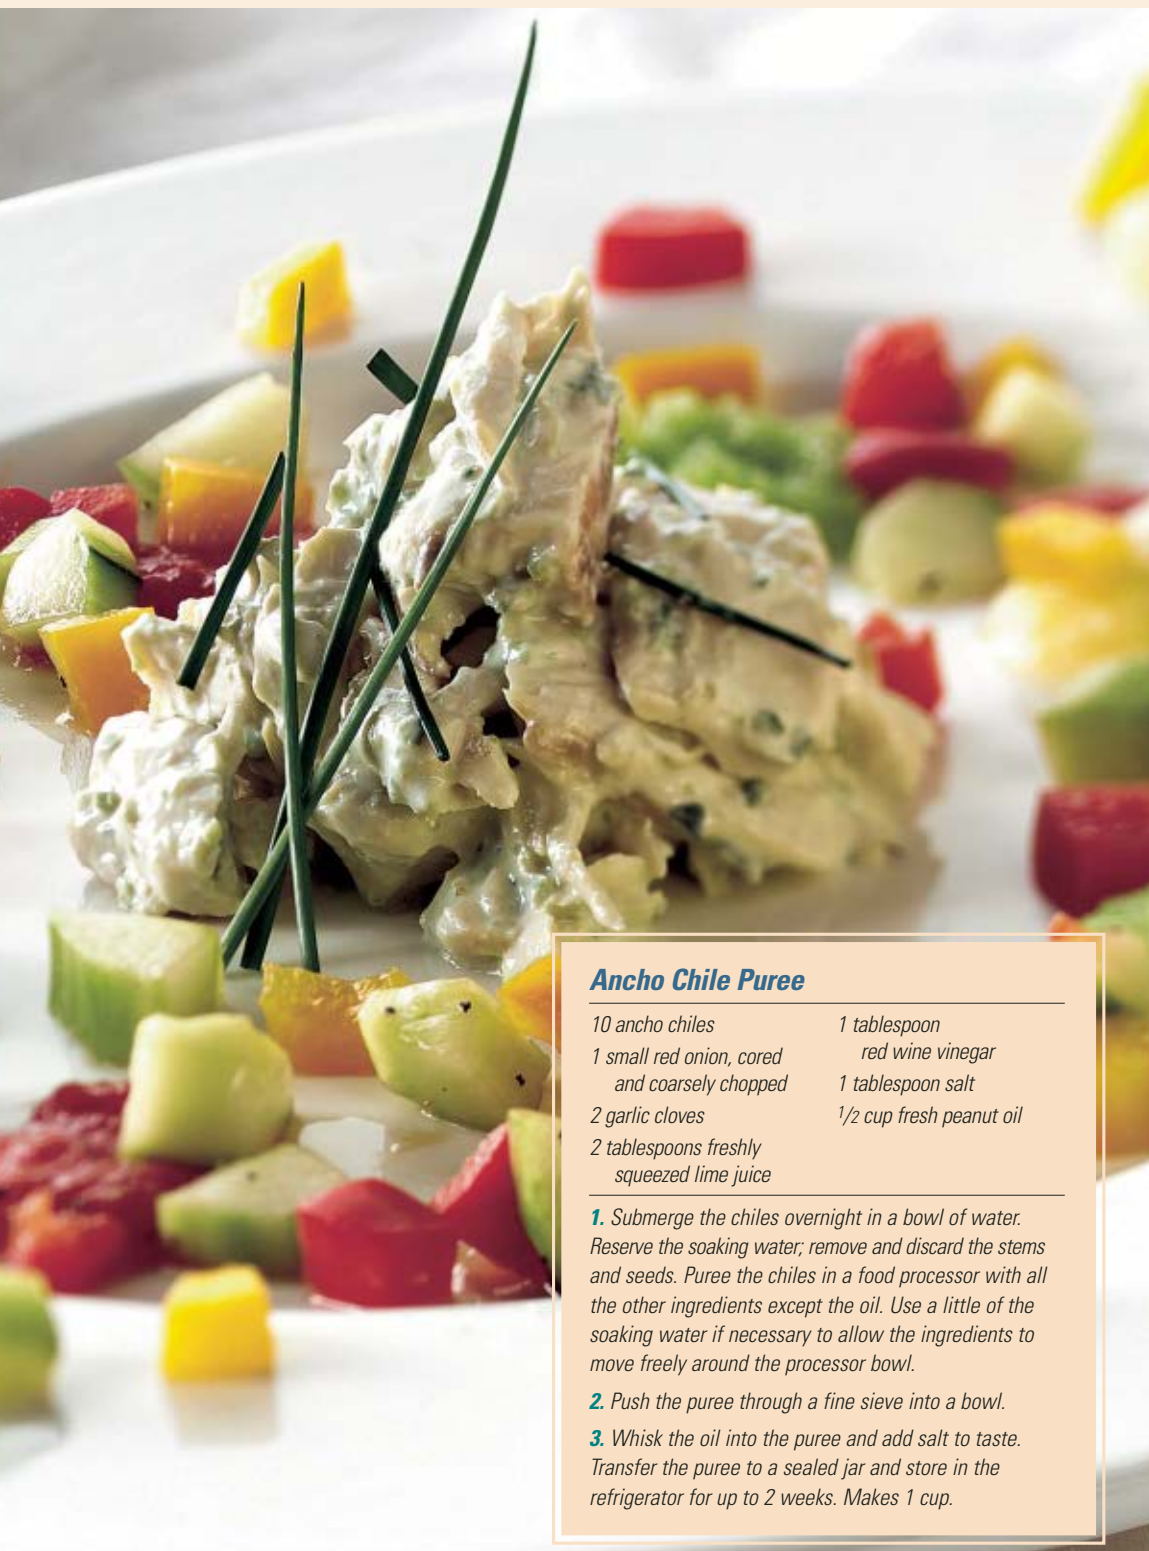 Ancho Chile Puree
10 ancho chiles
1 small red onion, cored
and coarsely chopped
2 garlic cloves
2 tablespoons freshly
squeezed lime juice
1 tablespoon
red wine vinegar
1 tablespoon salt
1/2 cup fresh peanut oil
1. Submerge the chiles overnight in a bowl of water.
Reserve the soaking water; remove and discard the stems
and seeds. Puree the chiles in a food processor with all
the other ingredients except the oil. Use a little of the
soaking water if necessary to allow the ingredients to
move freely around the processor bowl.
2. Push the puree through a fine sieve into a bowl.
3. Whisk the oil into the puree and add salt to taste.
Transfer the puree to a sealed jar and store in the
refrigerator for up to 2 weeks. Makes 1 cup.